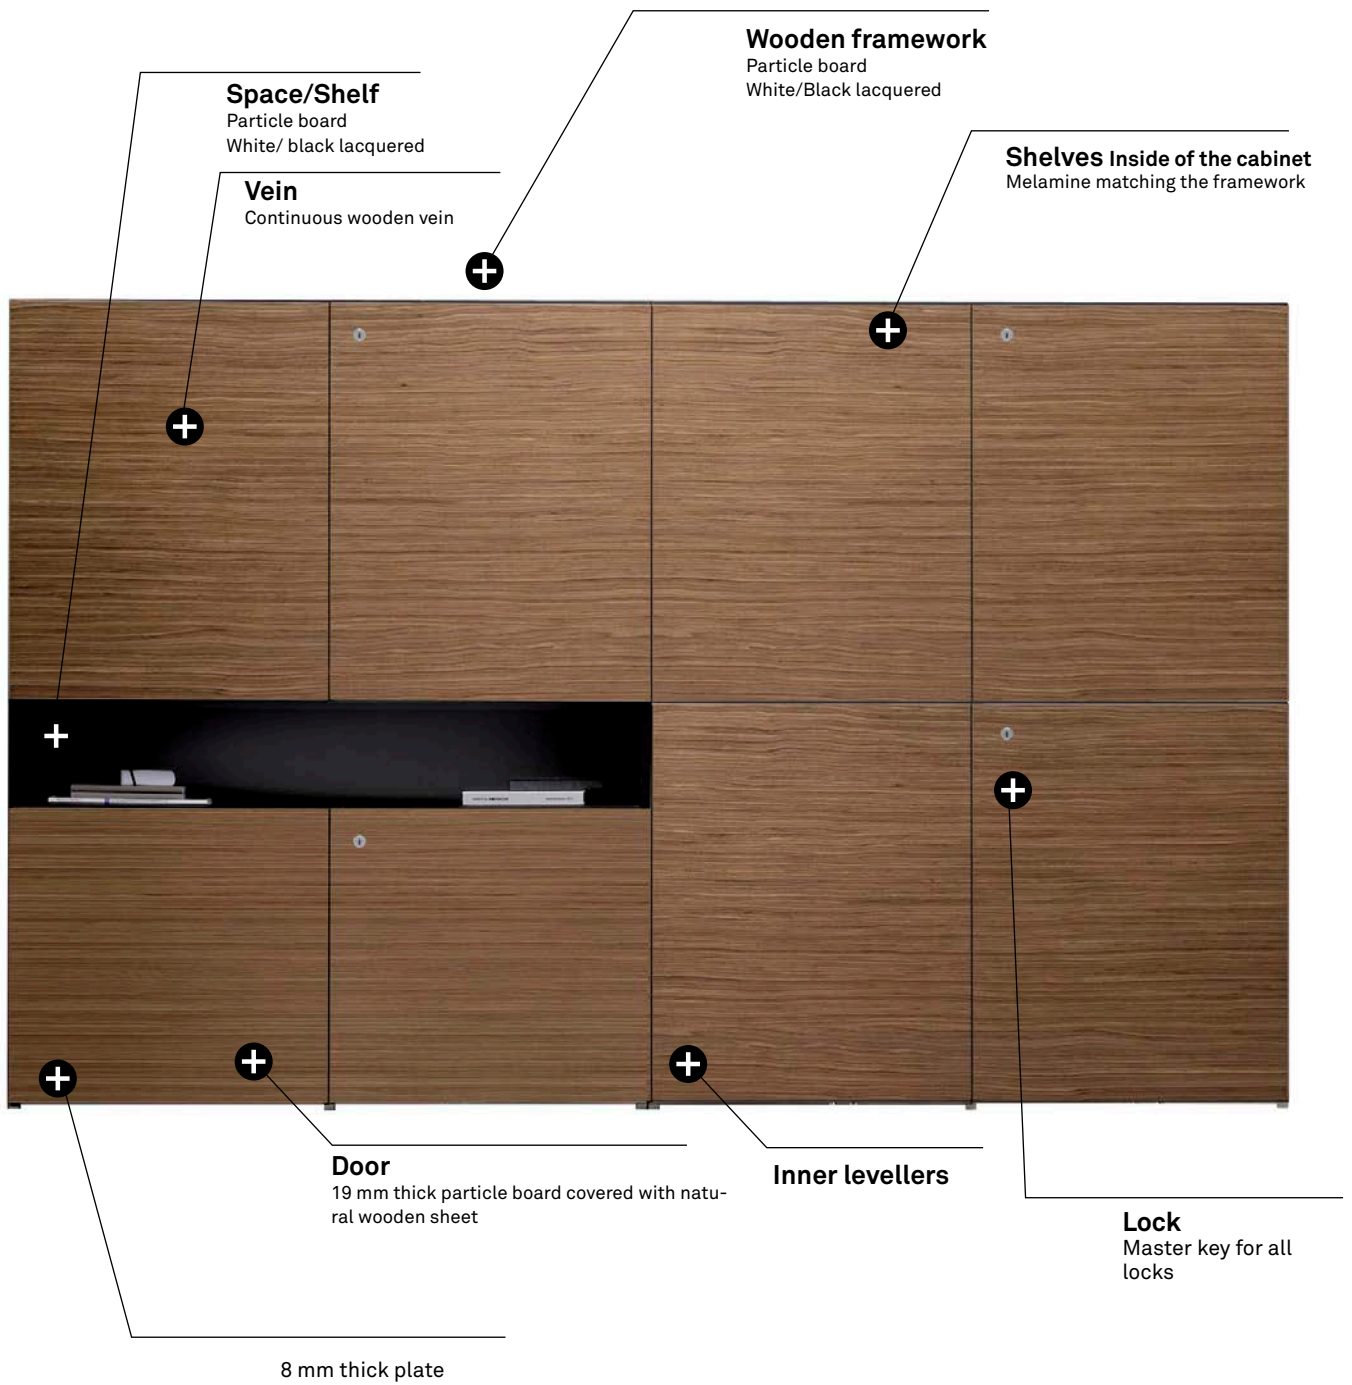 Wooden framework
Particle board
White/Black lacquered
Space/Shelf
Particle board
White/ black lacquered
Shelves Inside of the cabinet
Melamine matching the framework
Vein
Continuous wooden vein
Door
19 mm thick particle board covered with natu-
ral wooden sheet
Inner levellers
Lock
Master key for all
locks
8 mm thick plate